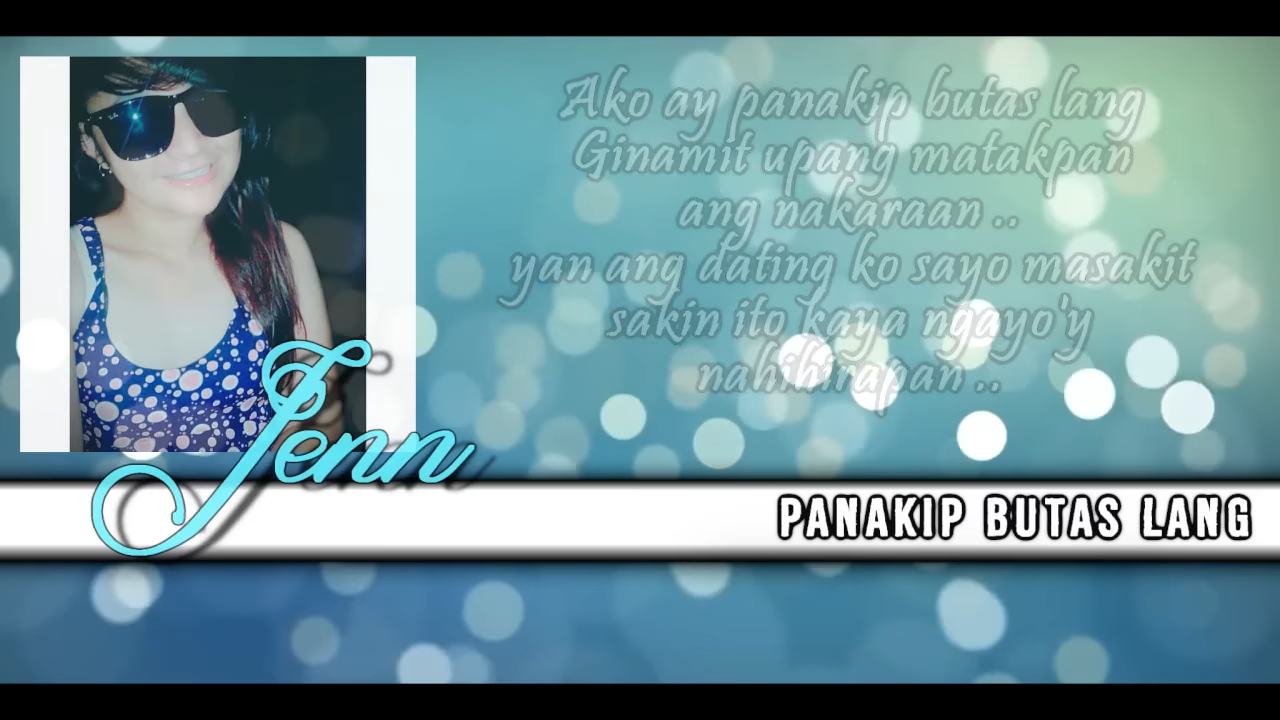 Ako ay panakip butas lang
Ginamit upang matakpan
ang nakaraan ..
yan ang dating ko sayo masakit
sakin ito kaya ngayo'y
nahihirapan ..
Jenn
PANAKIP BUTAS LANG